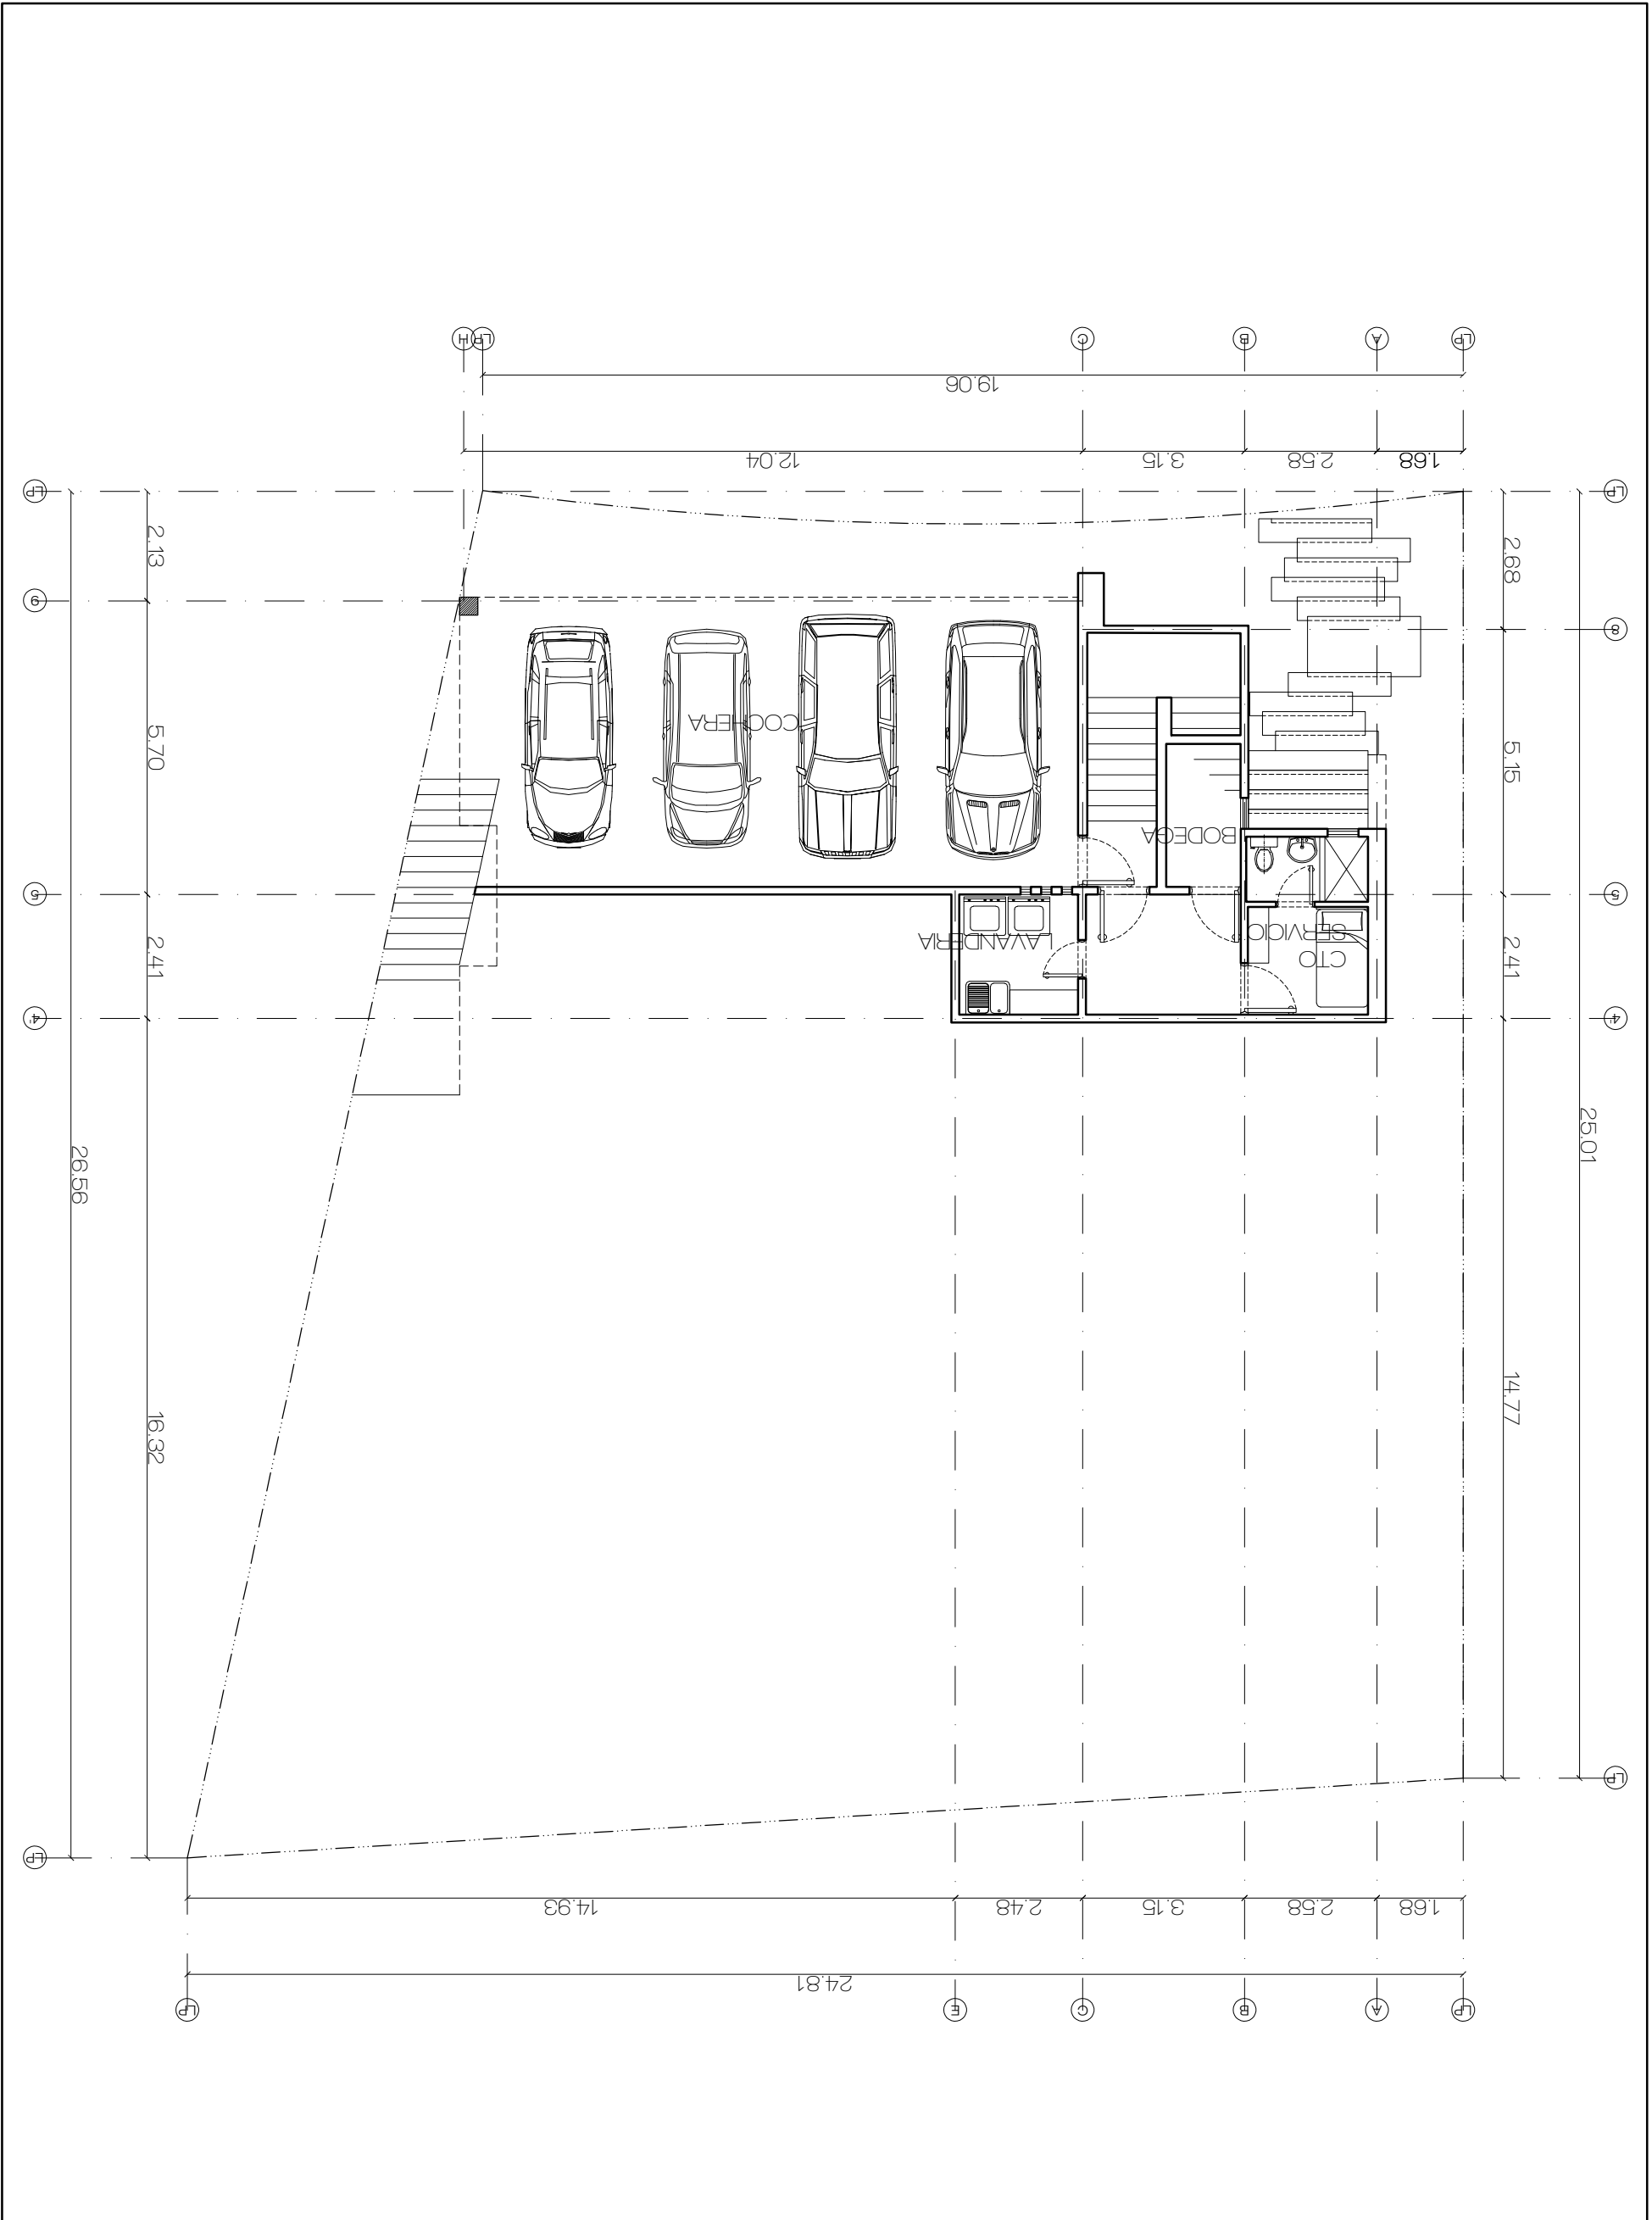 H LP C B A LP
19.06
12.04 3.15 2.58 1.68
LP LP
2.13 2.68
9 8
5.70 5.15
COCHERA
BODEGA
5 5
LAVANDERIA
CTO
SERVICIO
2.41 2.41
4' 4'
26.56 25.01
16.32 14.77
LP
LP
14.93 2.48 3.15 2.58 1.68
24.81
LP E C B A LP